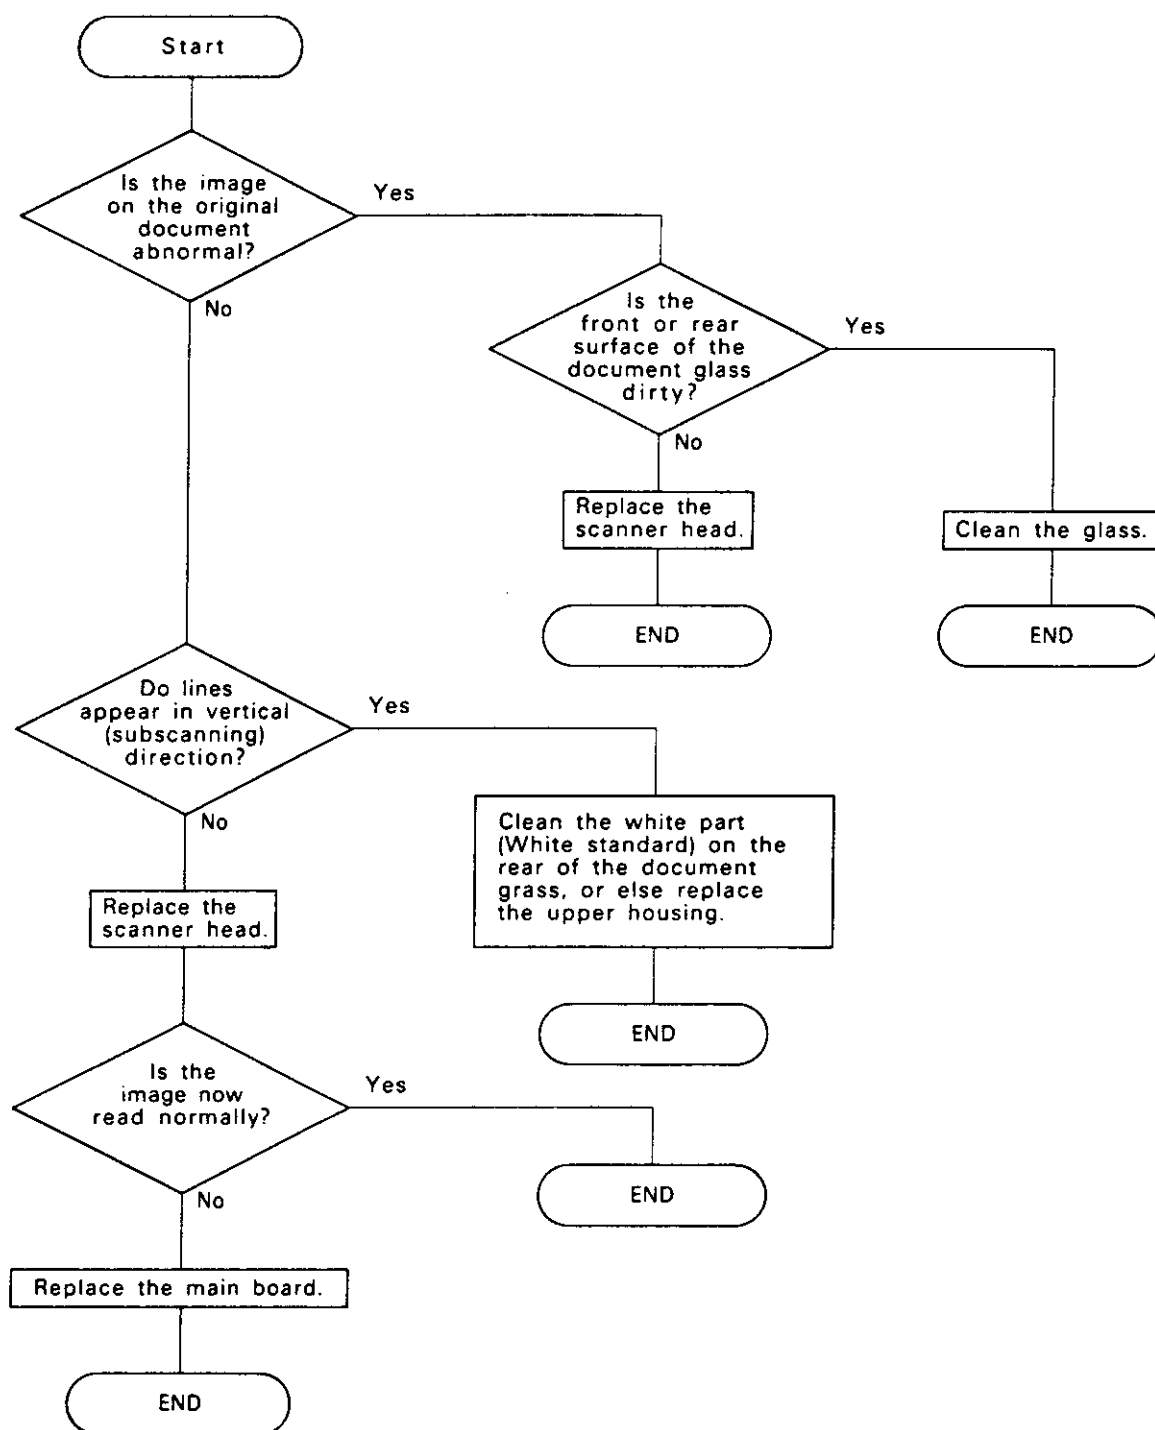 Start
Is the image
on the original
document
abnormal?
Yes
No
Is the
front or rear
surface of the
document glass
dirty?
Yes
No
Replace the
scanner head.
Clean the glass.
END
END
Do lines
appear in vertical
(subscanning)
direction?
Yes
No
Clean the white part
(White standard) on the
rear of the document
grass, or else replace
the upper housing.
Replace the
scanner head.
END
Is the
image now
read normally?
Yes
No
END
Replace the main board.
END